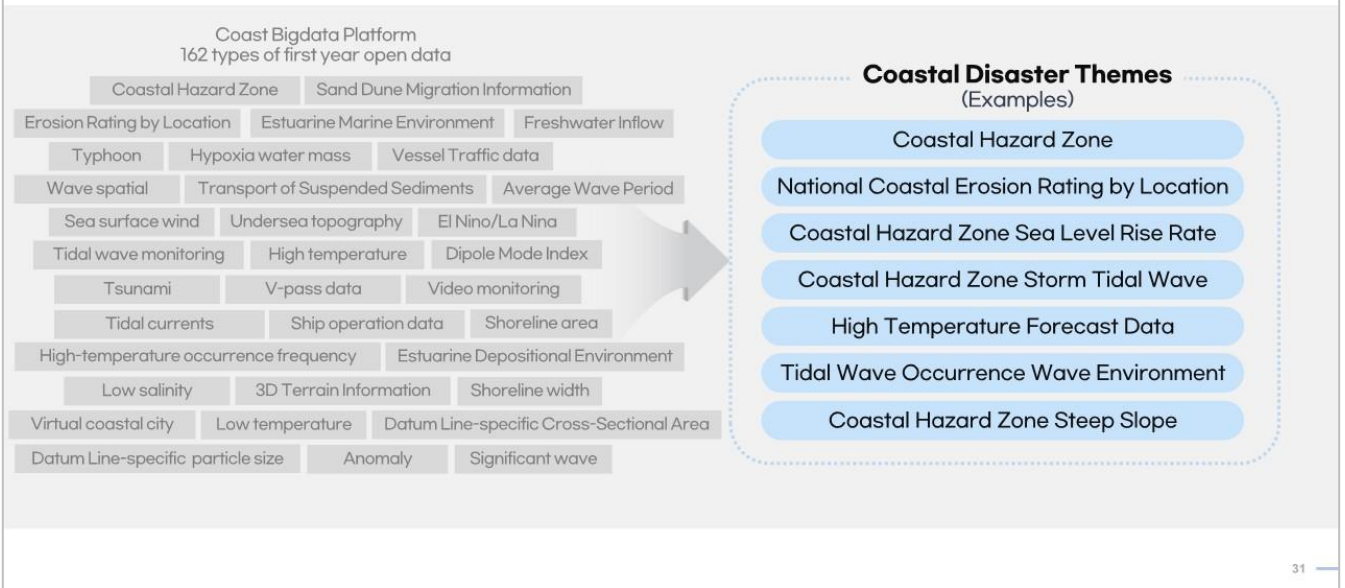 Coast Bigdata Platform
162 types of first year open data
Coastal Hazard Zone Sand Dune Migration Information
Erosion Rating by Location Estuarine Marine Environment Freshwater Inflow
Typhoon Hypoxia water mass Vessel Traffic data
Wave spatial Transport of Suspended Sediments Average Wave Period
Sea surface wind Undersea topography El Nino/La Nina
Tidal wave monitoring High temperature Dipole Mode Index
Tsunami V-pass data Video monitoring
Tidal currents Ship operation data Shoreline area
High-temperature occurrence frequency Estuarine Depositional Environment
Low salinity 3D Terrain Information Shoreline width
Virtual coastal city Low temperature Datum Line-specific Cross-Sectional Area
Datum Line-specific particle size Anomaly Significant wave
Coastal Disaster Themes
(Examples)
Coastal Hazard Zone
National Coastal Erosion Rating by Location
Coastal Hazard Zone Sea Level Rise Rate
Coastal Hazard Zone Storm Tidal Wave
High Temperature Forecast Data
Tidal Wave Occurrence Wave Environment
Coastal Hazard Zone Steep Slope
31